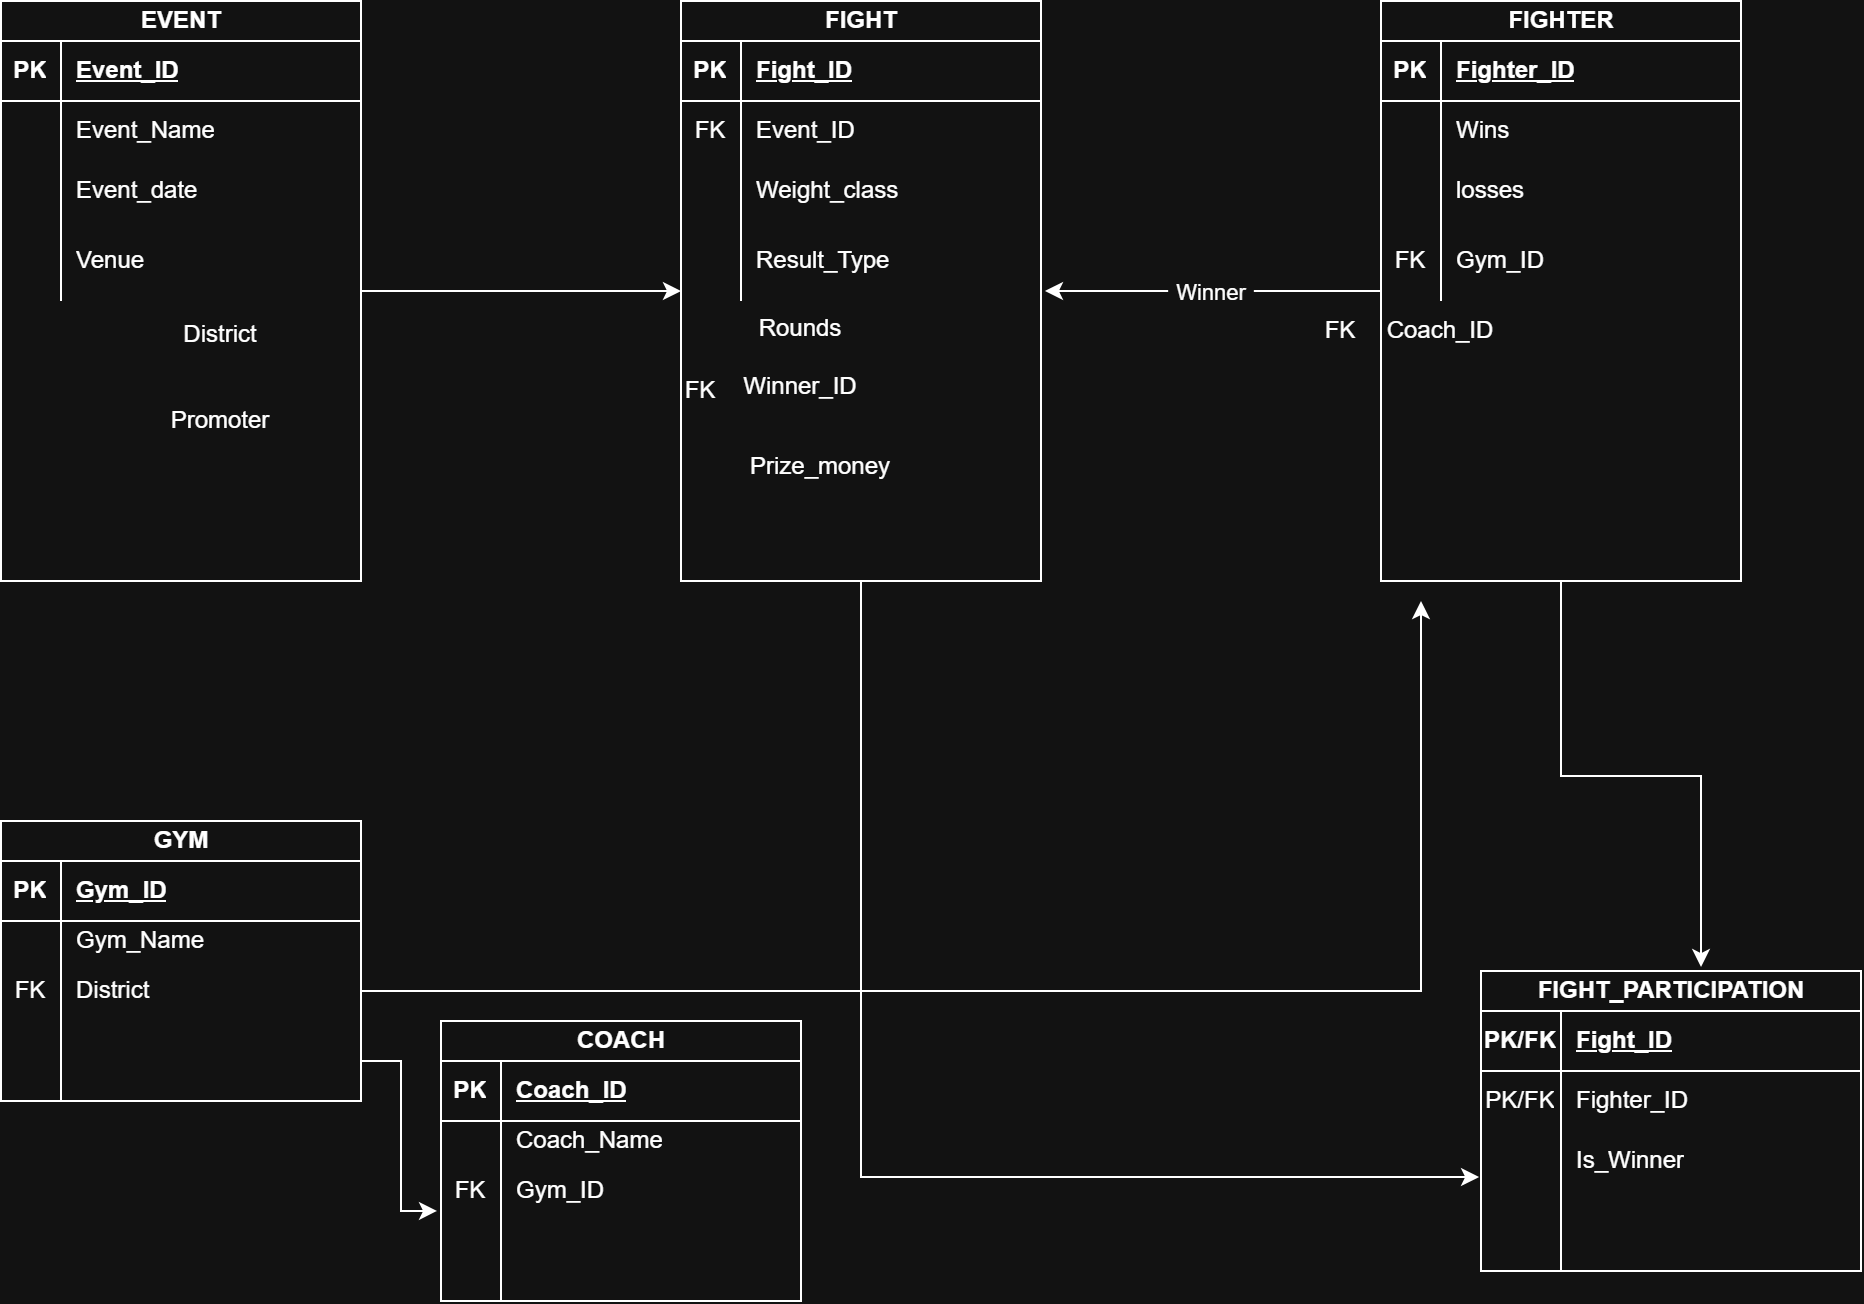 EVENT
PK Event_ID
Event_Name
Event_date
Venue
District
Promoter
FIGHT
PK Fight_ID
FK Event_ID
Weight_class
Result_Type
Rounds
FK Winner_ID
Prize_money
Winner
FIGHTER
PK Fighter_ID
Wins
losses
FK Gym_ID
FK Coach_ID
GYM
PK Gym_ID
Gym_Name
FK District
COACH
PK Coach_ID
Coach_Name
FK Gym_ID
FIGHT_PARTICIPATION
PK/FK Fight_ID
PK/FK Fighter_ID
Is_Winner